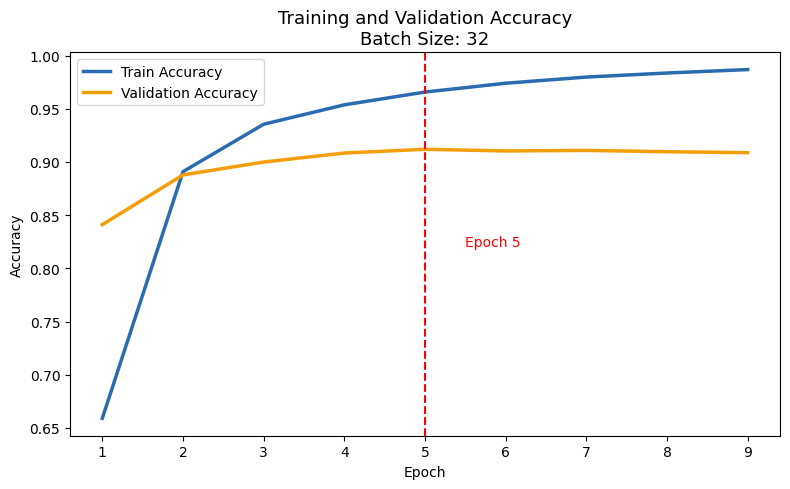 Training and Validation Accuracy
Batch Size: 32
Train Accuracy
Validation Accuracy
Accuracy
1.00
0.95
0.90
0.85
0.80
0.75
0.70
0.65
Epoch 5
1 2 3 4 5 6 7 8 9
Epoch